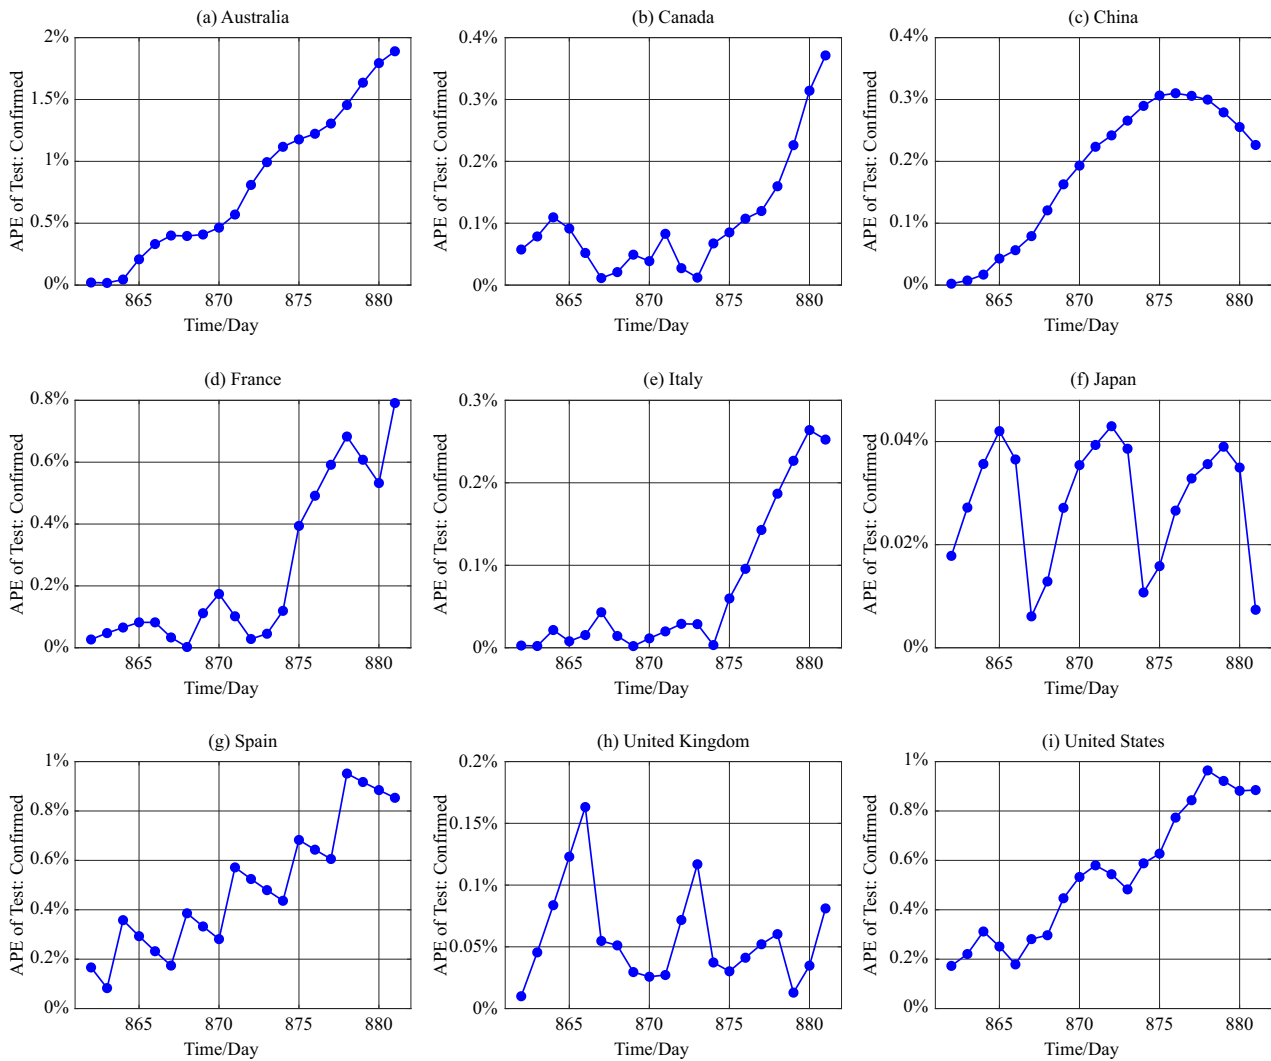 (a) Australia
APE of Test: Confirmed
2%
1.5%
1%
0.5%
0%
865 870 875 880
Time/Day
(b) Canada
APE of Test: Confirmed
0.4%
0.3%
0.2%
0.1%
0%
865 870 875 880
Time/Day
(c) China
APE of Test: Confirmed
0.4%
0.3%
0.2%
0.1%
0%
865 870 875 880
Time/Day
(d) France
APE of Test: Confirmed
0.8%
0.6%
0.4%
0.2%
0%
865 870 875 880
Time/Day
(e) Italy
APE of Test: Confirmed
0.3%
0.2%
0.1%
0%
865 870 875 880
Time/Day
(f) Japan
APE of Test: Confirmed
0.04%
0.02%
0%
865 870 875 880
Time/Day
(g) Spain
APE of Test: Confirmed
1%
0.8%
0.6%
0.4%
0.2%
0%
865 870 875 880
Time/Day
(h) United Kingdom
APE of Test: Confirmed
0.2%
0.15%
0.1%
0.05%
0%
865 870 875 880
Time/Day
(i) United States
APE of Test: Confirmed
1%
0.8%
0.6%
0.4%
0.2%
0%
865 870 875 880
Time/Day